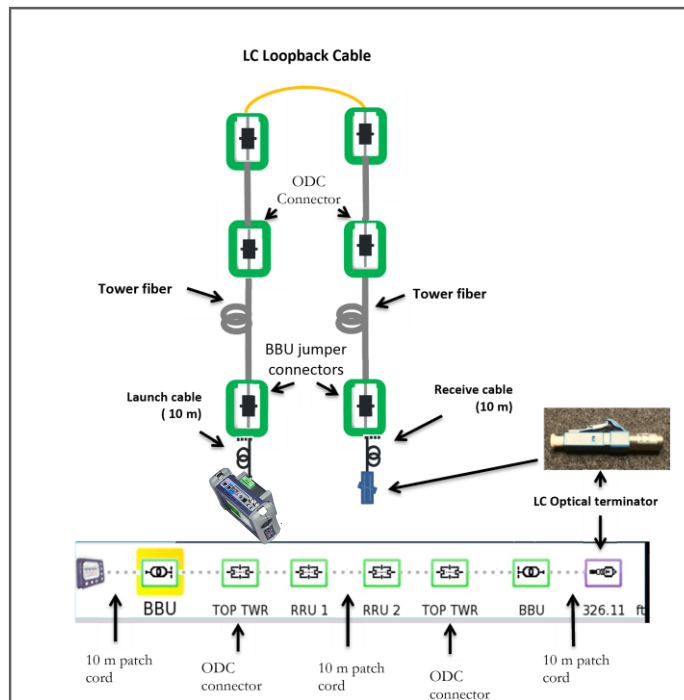 LC Loopback Cable
ODC
Connector
Tower fiber
Tower fiber
BBU jumper
connectors
Launch cable
( 10 m)
Receive cable
(10 m)
LC Optical terminator
BBU
TOP TWR
RRU 1
RRU 2
TOP TWR
BBU
326.11 ft
10 m patch
cord
ODC
connector
10 m patch
cord
ODC
connector
10 m patch
cord